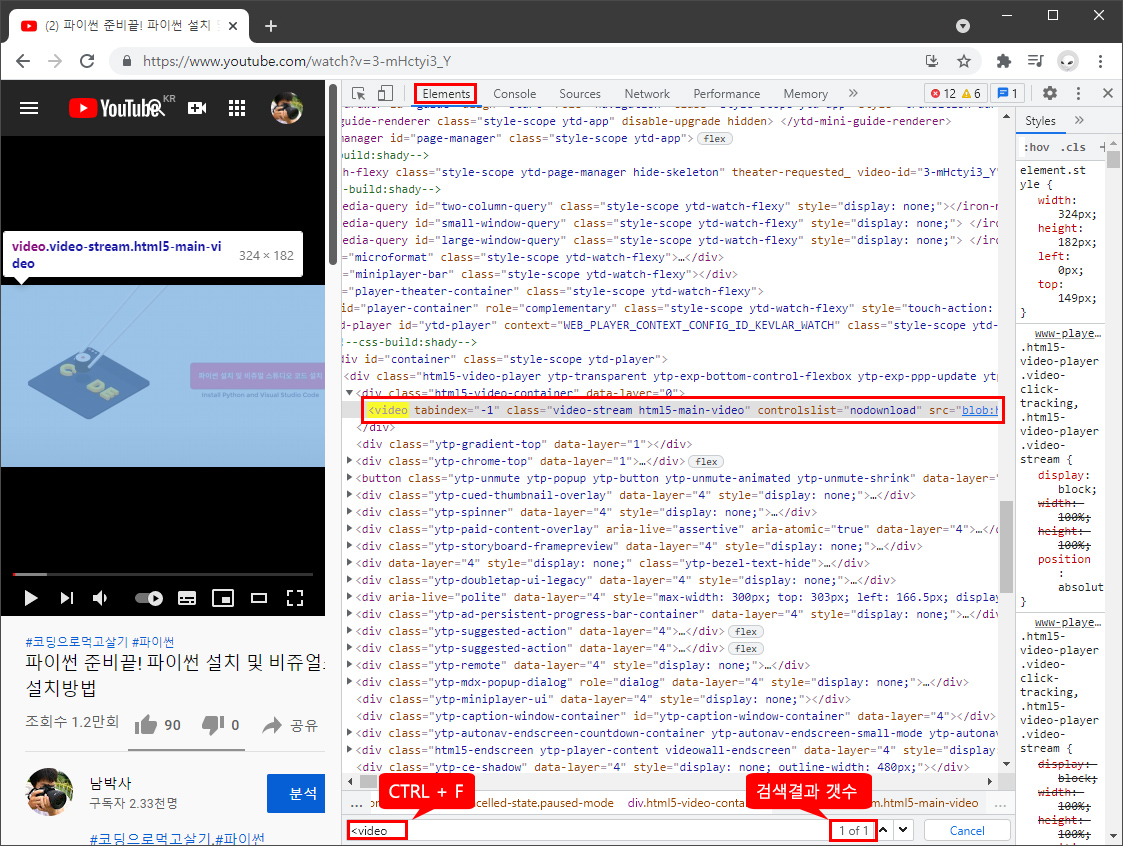 (2) 파이썬 준비끝! 파이썬 설치 및
https://www.youtube.com/watch?v=3-mHctyi3_Y
YouTube KR
video.video-stream.html5-main-vi
deo
324 × 182
파이썬 설치 및 비쥬얼 스튜디오 코드 설치
Install Python and Visual Studio Code
#코딩으로먹고살기 #파이썬
파이썬 준비끝! 파이썬 설치 및 비쥬얼
설치방법
조회수 1.2만회
90
0
공유
남박사
구독자 2.33천명
분석
#코딩으로먹고살기,#파이썬
Elements
Console
Sources
Network
Performance
Memory
12
6
1
guide-renderer class="style-scope ytd-app" disable-upgrade hidden> </ytd-mini-guide-renderer>
manager id="page-manager" class="style-scope ytd-app"> flex
build:shady-->
h-flexy class="style-scope ytd-page-manager hide-skeleton" theater-requested_ video-id="3-mHctyi3_Y"
-build:shady-->
edia-query id="two-column-query" class="style-scope ytd-watch-flexy" style="display: none;"></iron-m
edia-query id="small-window-query" class="style-scope ytd-watch-flexy" style="display: none;"> </iro
edia-query id="large-window-query" class="style-scope ytd-watch-flexy" style="display: none;"> </iro
="microformat" class="style-scope ytd-watch-flexy">…</div>
="miniplayer-bar" class="style-scope ytd-watch-flexy"></div>
="player-theater-container" class="style-scope ytd-watch-flexy">
id="player-container" role="complementary" class="style-scope ytd-watch-flexy" style="touch-action:
d-player id="ytd-player" context="WEB_PLAYER_CONTEXT_CONFIG_ID_KEVLAR_WATCH" class="style-scope ytd-
!--css-build:shady-->
div id="container" class="style-scope ytd-player">
<div class="html5-video-player ytp-transparent ytp-exp-bottom-control-flexbox ytp-exp-ppp-update yt
<div class="html5-video-container" data-layer="0">
<video tabindex="-1" class="video-stream html5-main-video" controlslist="nodownload" src="blob:h
</div>
<div class="ytp-gradient-top" data-layer="1"></div>
<div class="ytp-chrome-top" data-layer="1">…</div> flex
<button class="ytp-unmute ytp-popup ytp-button ytp-unmute-animated ytp-unmute-shrink" data-layer="
<div class="ytp-cued-thumbnail-overlay" data-layer="4" style="display: none;">…</div>
<div class="ytp-spinner" data-layer="4" style="display: none;">…</div>
<div class="ytp-paid-content-overlay" aria-live="assertive" aria-atomic="true" data-layer="4">…</
<div class="ytp-storyboard-framepreview" data-layer="4" style="display: none;">…</div>
<div data-layer="4" style="display: none;" class="ytp-bezel-text-hide">…</div>
<div class="ytp-doubletap-ui-legacy" data-layer="4" style="display: none;">…</div>
<div aria-live="polite" data-layer="4" style="max-width: 300px; top: 303px; left: 166.5px; display
<div class="ytp-ad-persistent-progress-bar-container" data-layer="4" style="display: none;">…</div>
<div class="ytp-suggested-action" data-layer="4">…</div> flex
<div class="ytp-suggested-action" data-layer="4">…</div> flex
<div class="ytp-remote" data-layer="4" style="display: none;">…</div>
<div class="ytp-mdx-popup-dialog" role="dialog" data-layer="4" style="display: none;">…</div>
<div class="ytp-miniplayer-ui" data-layer="4" style="display: none;"></div>
<div class="ytp-caption-window-container" id="ytp-caption-window-container" data-layer="4"></div>
<div class="ytp-autonav-endscreen-countdown-container ytp-autonav-endscreen-small-mode ytp-autonav
<div class="html5-endscreen ytp-player-content videowall-endscreen" data-layer="4" style="display
<div class="ytp-ce-shadow" data-layer="4" style="display: none; outline-width: 480px;"></div>
CTRL + F
검색결과 갯수
...
celled-state.paused-mode
div.html5-video-conta
m.html5-main-video
...
<video
1 of 1
Cancel
Styles
:hov
.cls
+
element.st
yle {
width:
324px;
height:
182px;
left:
0px;
top:
149px;
}
www-playe…
.html5-
video-player
.video-
click-
tracking,
.html5-
video-player
.video-
stream {
display:
block;
width:
100%;
height:
100%;
position
:
absolut
}
www-playe…
.html5-
video-player
.video-
click-
tracking,
.html5-
video-player
.video-
stream {
display:
block;
width:
100%;
height:
100%;